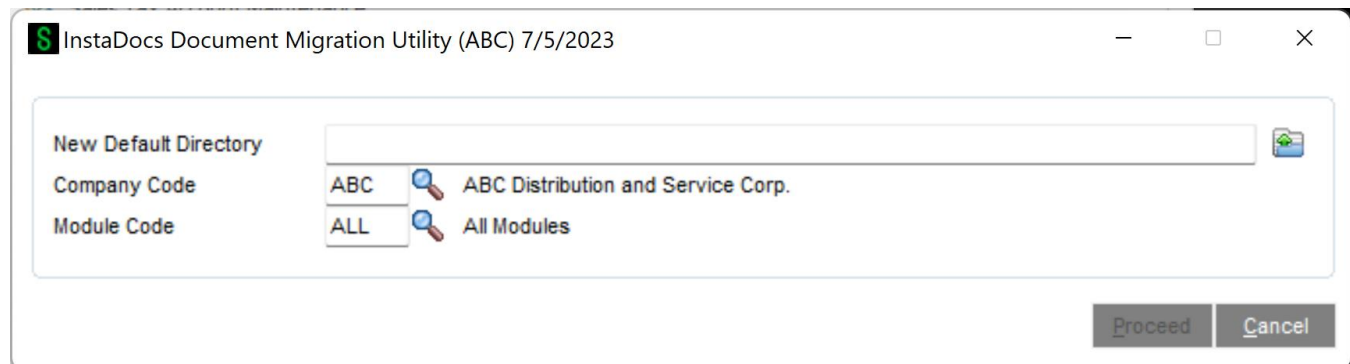 InstaDocs Document Migration Utility (ABC) 7/5/2023
New Default Directory
Company Code ABC ABC Distribution and Service Corp.
Module Code ALL All Modules
Proceed Cancel